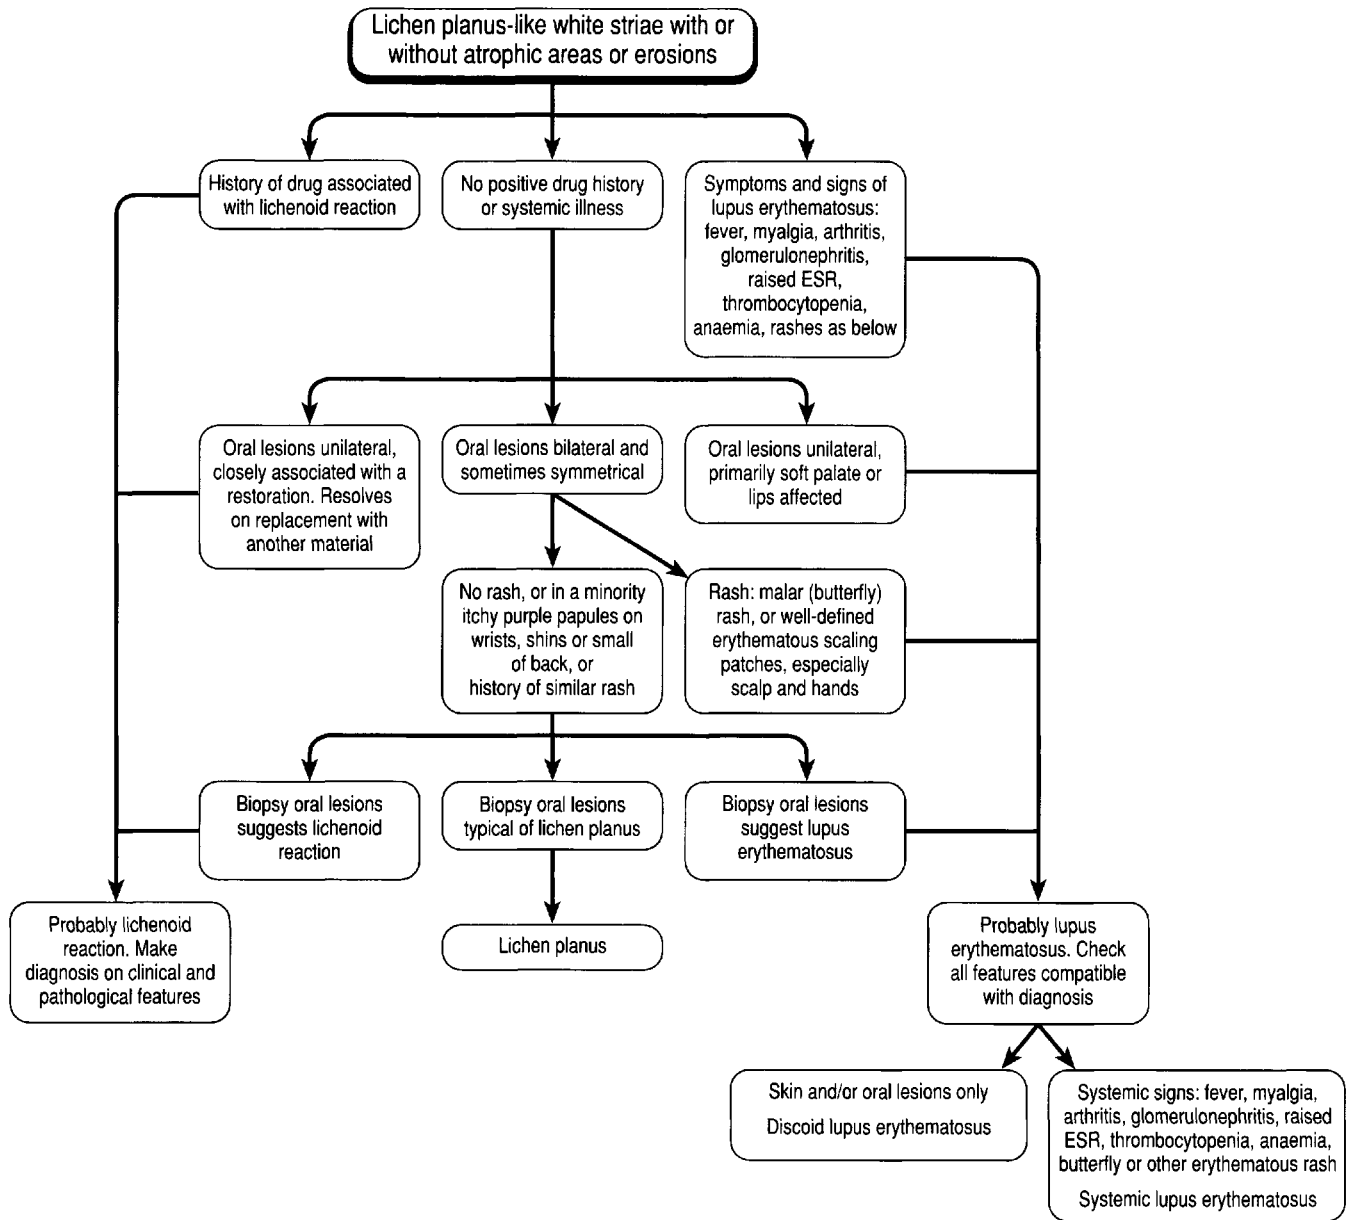 Lichen planus-like white striae with or
without atrophic areas or erosions
History of drug associated
with lichenoid reaction
No positive drug history
or systemic illness
Symptoms and signs of
lupus erythematosus:
fever, myalgia, arthritis,
glomerulonephritis,
raised ESR,
thrombocytopenia,
anaemia, rashes as below
Oral lesions unilateral,
closely associated with a
restoration. Resolves
on replacement with
another material
Oral lesions bilateral and
sometimes symmetrical
Oral lesions unilateral,
primarily soft palate or
lips affected
No rash, or in a minority
itchy purple papules on
wrists, shins or small
of back, or
history of similar rash
Rash: malar (butterfly)
rash, or well-defined
erythematous scaling
patches, especially
scalp and hands
Biopsy oral lesions
suggests lichenoid
reaction
Biopsy oral lesions
typical of lichen planus
Biopsy oral lesions
suggest lupus
erythematosus
Probably lichenoid
reaction. Make
diagnosis on clinical and
pathological features
Lichen planus
Probably lupus
erythematosus. Check
all features compatible
with diagnosis
Skin and/or oral lesions only
Discoid lupus erythematosus
Systemic signs: fever, myalgia,
arthritis, glomerulonephritis, raised
ESR, thrombocytopenia, anaemia,
butterfly or other erythematous rash
Systemic lupus erythematosus